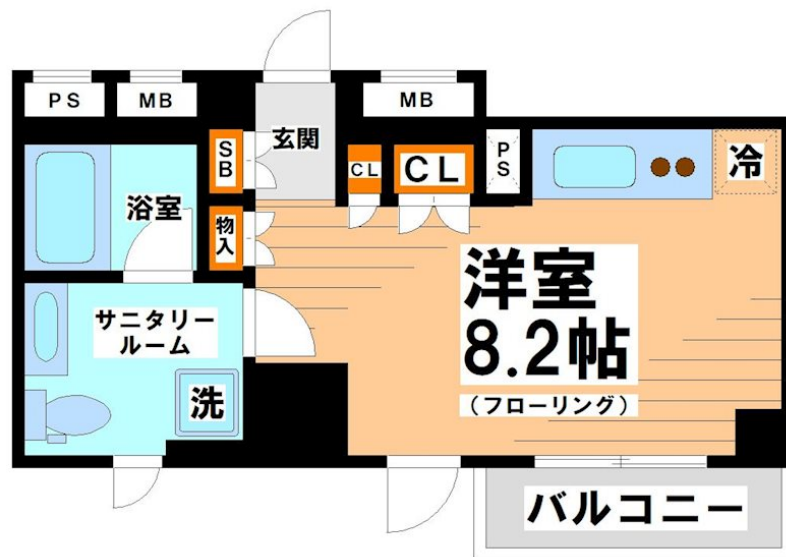 PS
MB
MB
玄関
SB
CL
CL
PS
冷
浴室
物入
洋室
8.2帖
(フローリング)
サニタリー
ルーム
洗
バルコニー